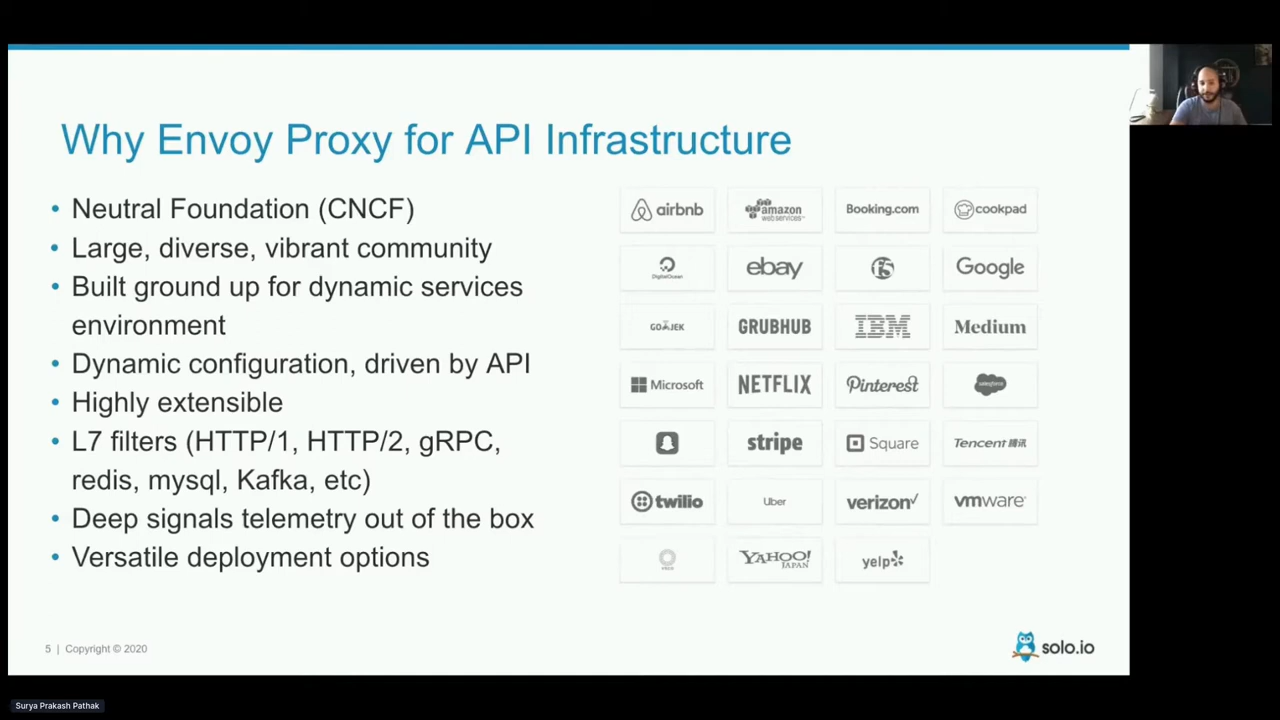 Why Envoy Proxy for API Infrastructure
• Neutral Foundation (CNCF)
• Large, diverse, vibrant community
• Built ground up for dynamic services
environment
• Dynamic configuration, driven by API
• Highly extensible
• L7 filters (HTTP/1, HTTP/2, gRPC,
redis, mysql, Kafka, etc)
• Deep signals telemetry out of the box
• Versatile deployment options
airbnb
amazon
webservices™
Booking.com
cookpad
DigitalOcean
ebay
f5
Google
GO-JEK
GRUBHUB
IBM
Medium
Microsoft
NETFLIX
Pinterest
salesforce
stripe
Square
Tencent 腾讯
twilio
Uber
verizon✓
vmware®
YAHOO!
JAPAN
yelp
5 | Copyright © 2020
solo.io
Surya Prakash Pathak